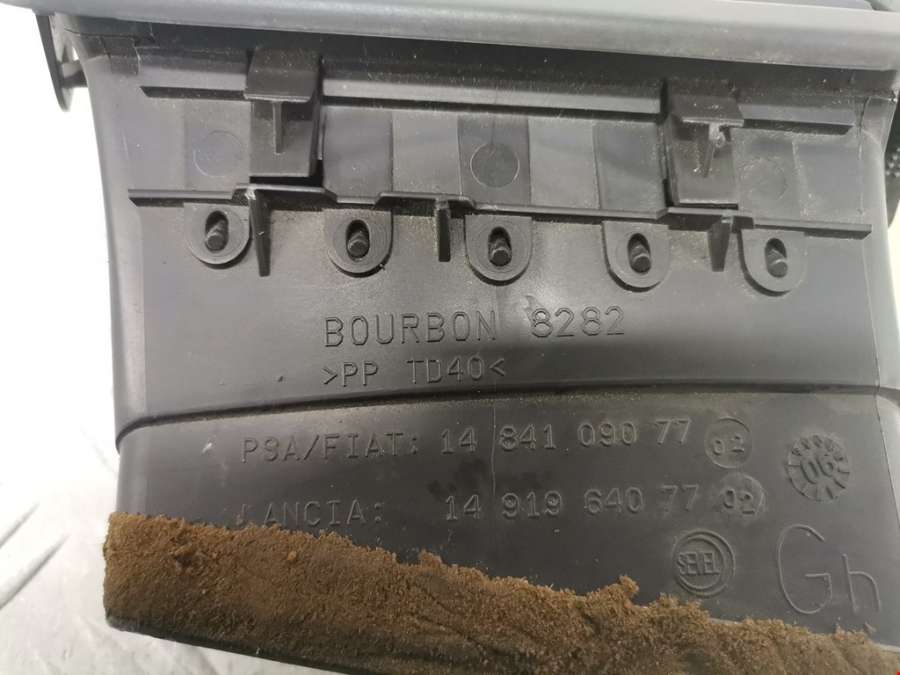 BOURBON 8282
>PP TD40<
PSA/FIAT: 14 841 090 77 02
LANCIA: 14 919 640 77 02
06
SEVEL
Gh